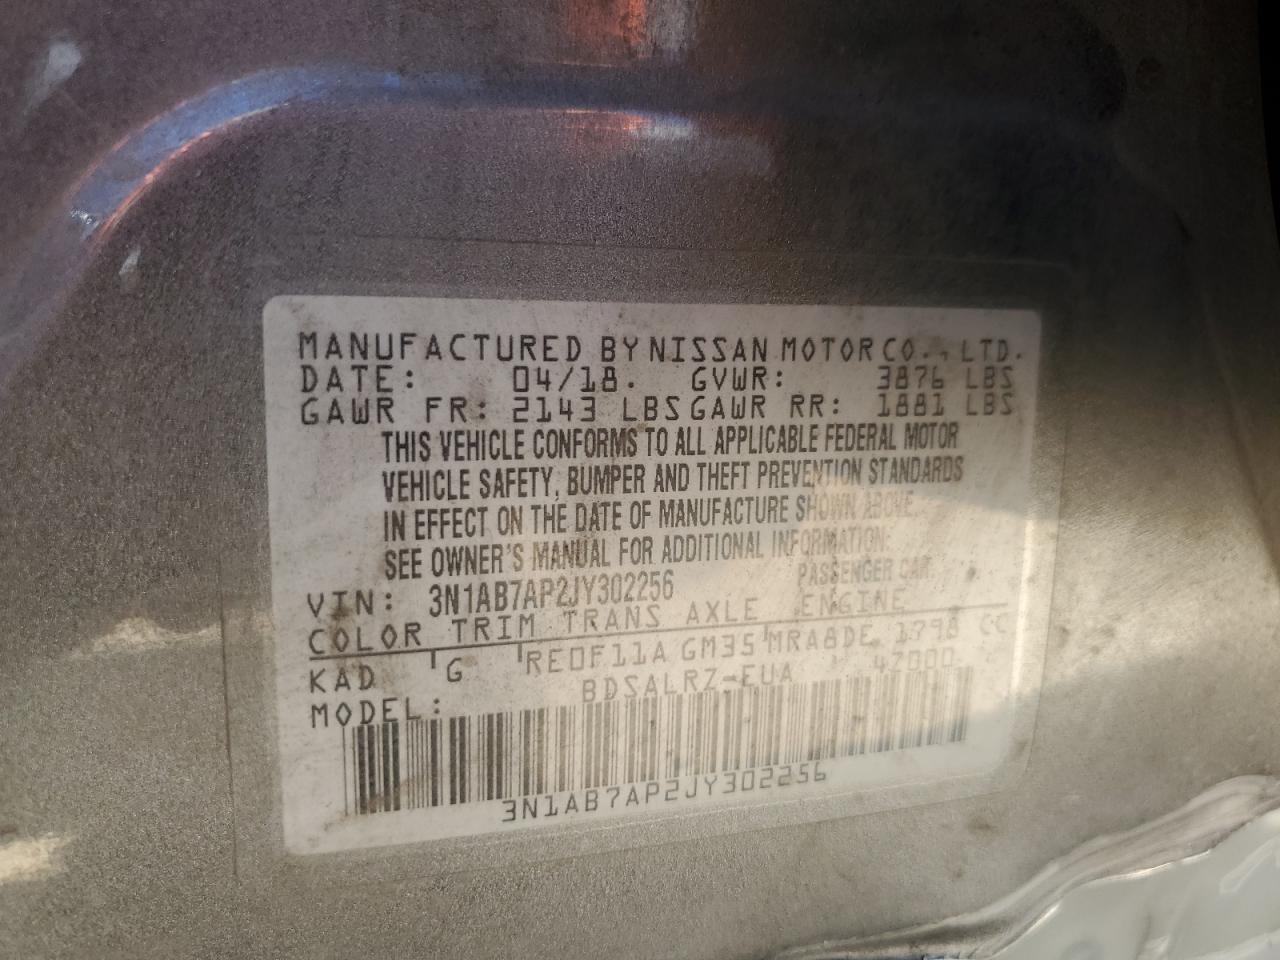 MANUFACTURED BY NISSAN MOTOR CO., LTD.
DATE: 04/18. GVWR: 3876 LBS
GAWR FR: 2143 LBS GAWR RR: 1881 LBS
THIS VEHICLE CONFORMS TO ALL APPLICABLE FEDERAL MOTOR
VEHICLE SAFETY, BUMPER AND THEFT PREVENTION STANDARDS
IN EFFECT ON THE DATE OF MANUFACTURE SHOWN ABOVE.
SEE OWNER'S MANUAL FOR ADDITIONAL INFORMATION.
VIN: 3N1AB7AP2JY302256 PASSENGER CAR
COLOR TRIM TRANS AXLE ENGINE
KAD G RE0F11A GM35 MRA8DE 1798 CC
MODEL: BDSALRZ-EUA 47000
3N1AB7AP2JY302256